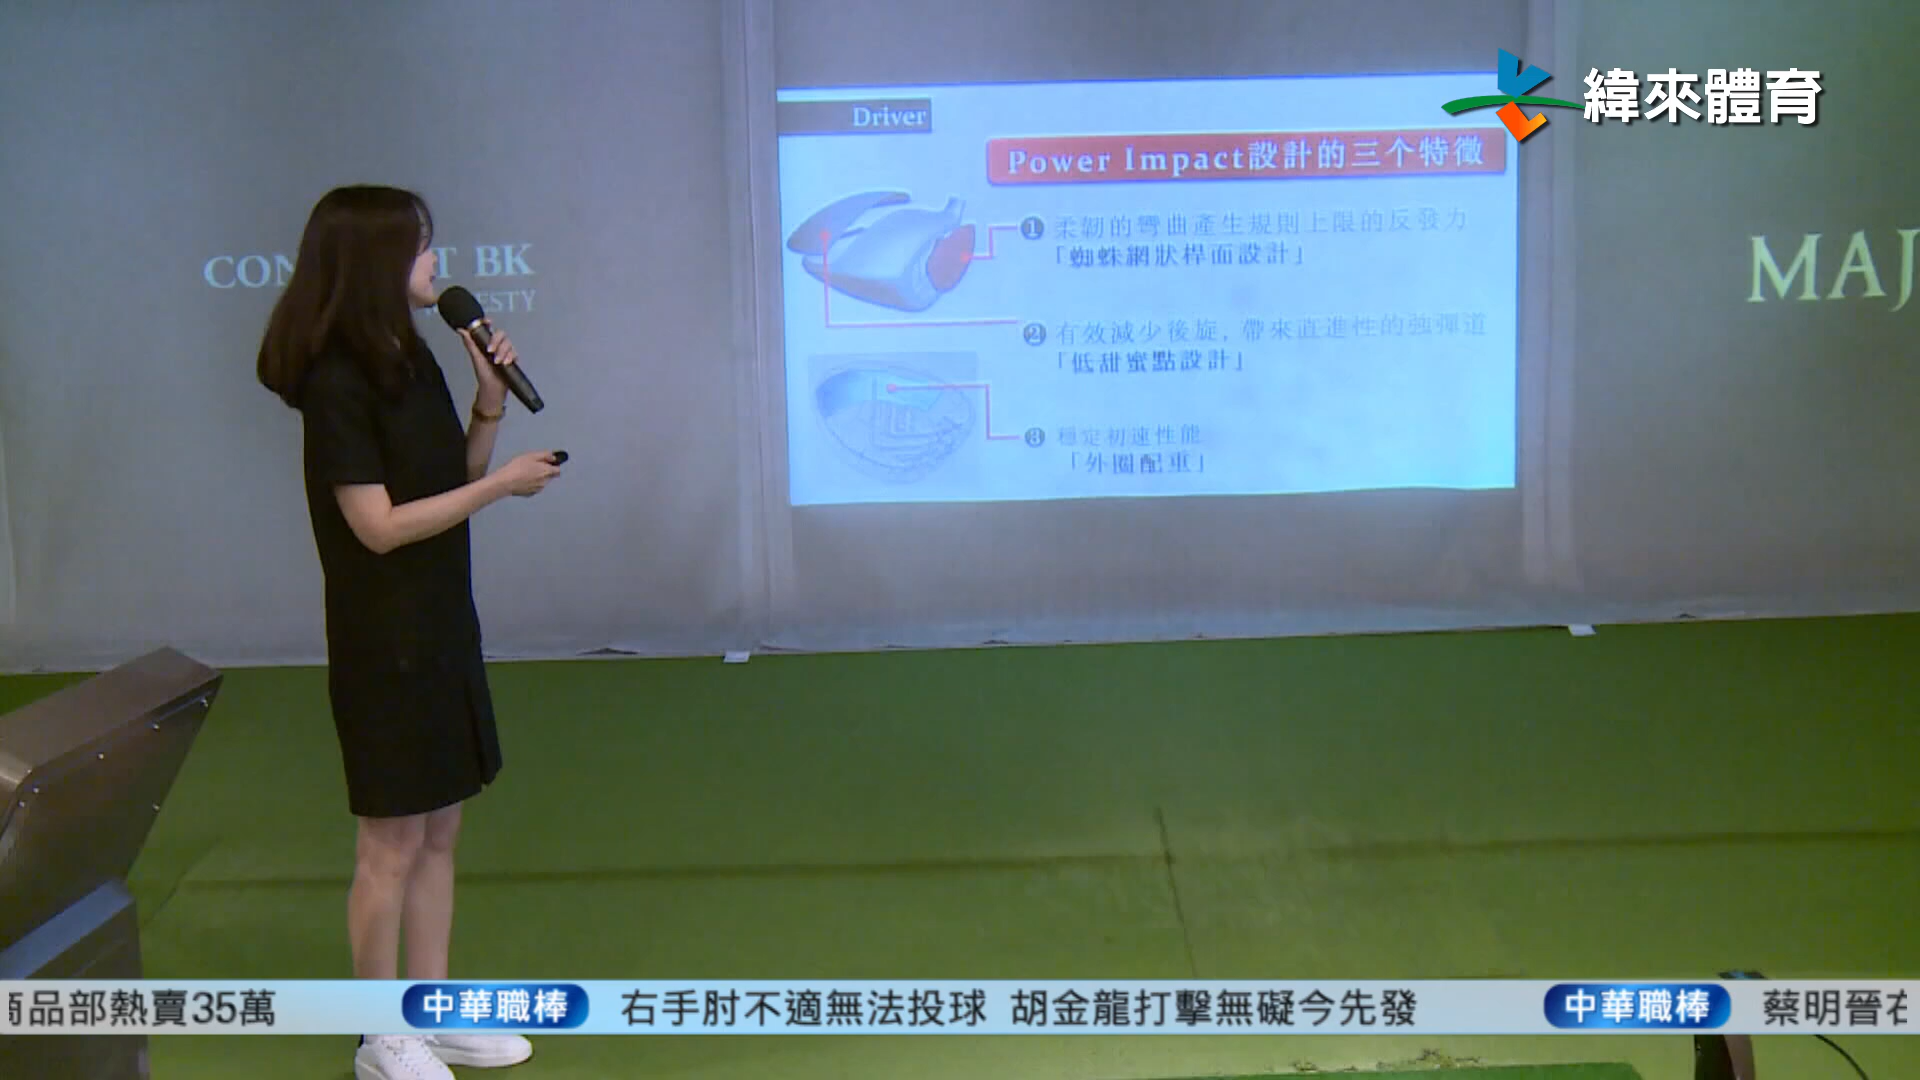 緯來體育
Driver
Power Impact設計的三个特徵
❶ 柔韌的彎曲產生規則上限的反發力
「蜘蛛網狀桿面設計」
❷ 有效減少後旋, 帶來直進性的強彈道
「低甜蜜點設計」
❸ 穩定初速性能
「外圈配重」
BK
MAJ
商品部熱賣35萬
中華職棒
右手肘不適無法投球 胡金龍打擊無礙今先發
中華職棒
蔡明晉在